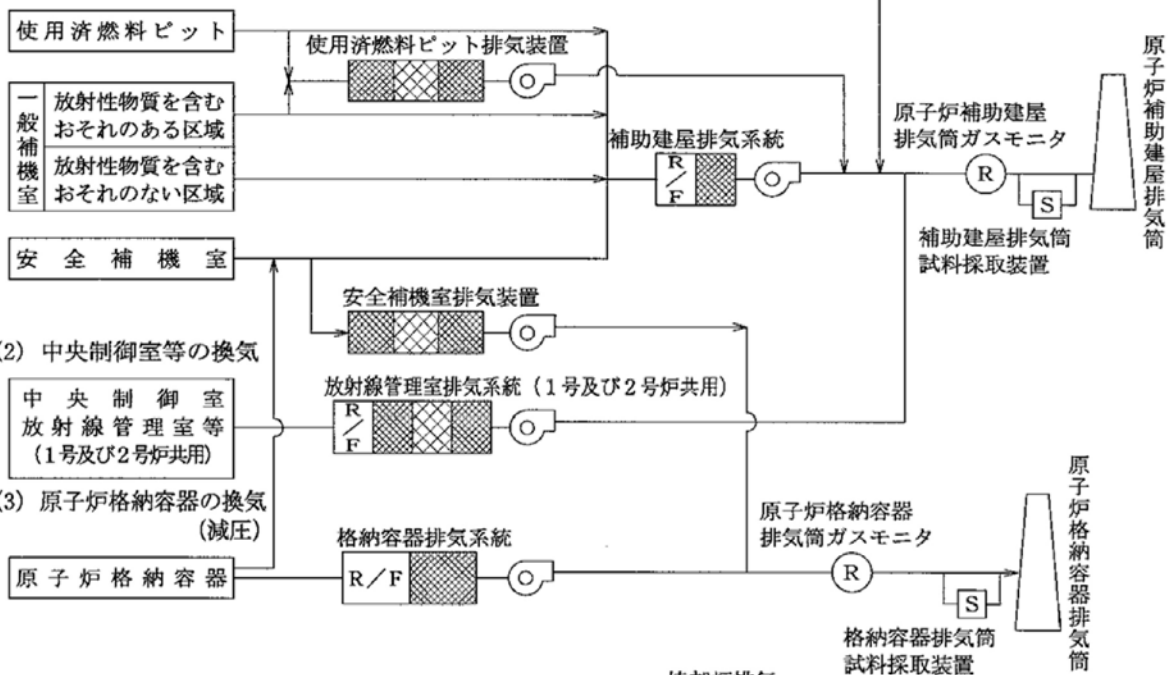 使用済燃料ピット
使用済燃料ピット排気装置
一般補機室
放射性物質を含む
おそれのある区域
放射性物質を含む
おそれのない区域
補助建屋排気系統
R/F
原子炉補助建屋
排気筒ガスモニタ
R
S
補助建屋排気筒
試料採取装置
原子炉補助建屋排気筒
安全補機室
安全補機室排気装置
(2) 中央制御室等の換気
中央制御室
放射線管理室等
(1号及び2号炉共用)
放射線管理室排気系統(1号及び2号炉共用)
R/F
(3) 原子炉格納容器の換気
(減圧)
原子炉格納容器
格納容器排気系統
R/F
原子炉格納容器
排気筒ガスモニタ
R
S
格納容器排気筒
試料採取装置
原子炉格納容器排気筒